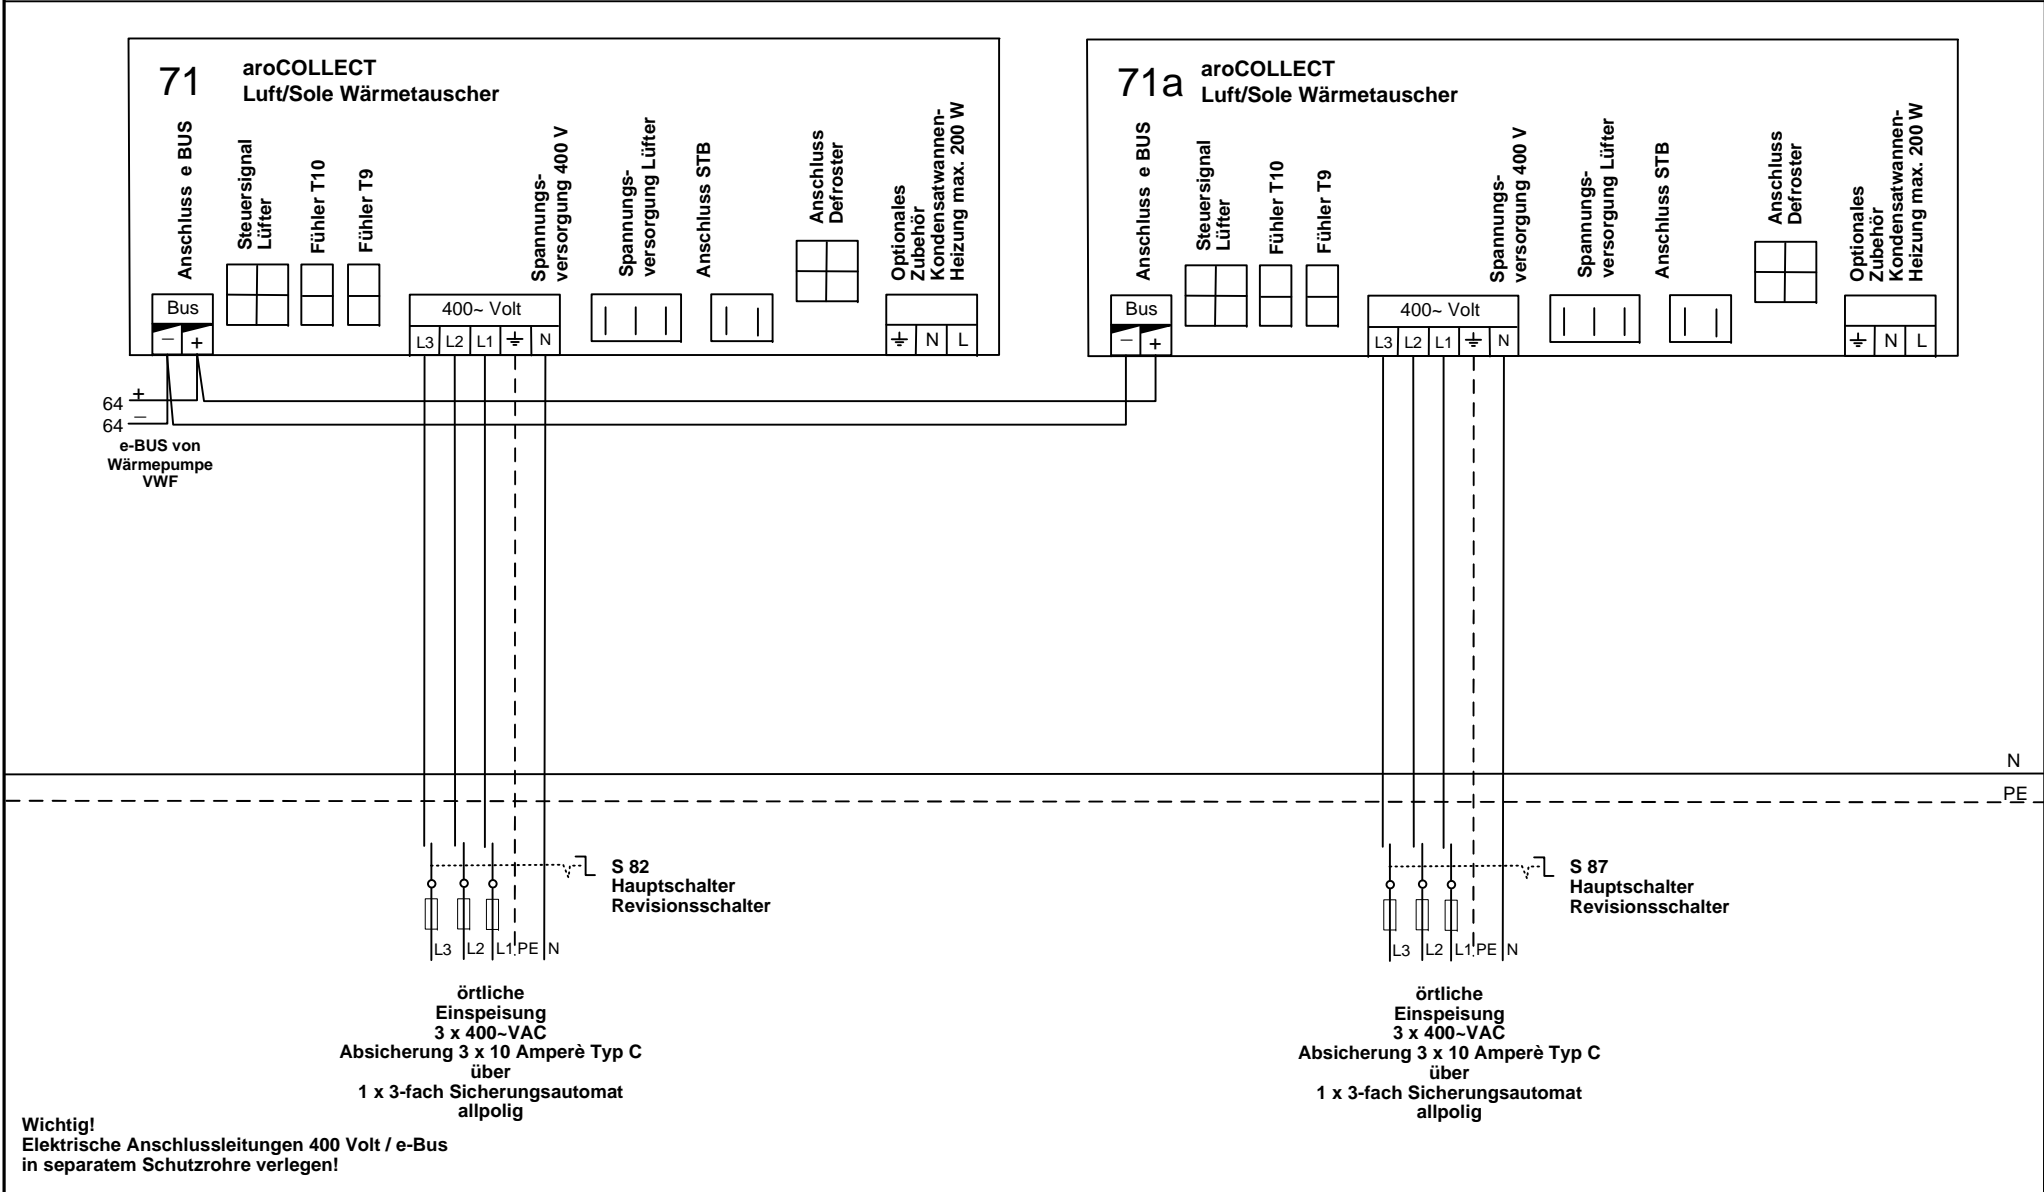 71
aroCOLLECT
Luft/Sole Wärmetauscher
Anschluss e BUS
Steuersignal
Lüfter
Fühler T10
Fühler T9
Spannungs-
versorgung 400 V
Spannungs-
versorgung Lüfter
Anschluss STB
Anschluss
Defroster
Optionales
Zubehör
Kondensatwannen-
Heizung max. 200 W
Bus
– +
400~ Volt
L3 L2 L1 N
N L
71a
aroCOLLECT
Luft/Sole Wärmetauscher
Anschluss e BUS
Steuersignal
Lüfter
Fühler T10
Fühler T9
Spannungs-
versorgung 400 V
Spannungs-
versorgung Lüfter
Anschluss STB
Anschluss
Defroster
Optionales
Zubehör
Kondensatwannen-
Heizung max. 200 W
Bus
– +
400~ Volt
L3 L2 L1 N
N L
64 +
64 –
e-BUS von
Wärmepumpe
VWF
N
PE
S 82
Hauptschalter
Revisionsschalter
L3 L2 L1 PE N
örtliche
Einspeisung
3 x 400~VAC
Absicherung 3 x 10 Amperè Typ C
über
1 x 3-fach Sicherungsautomat
allpolig
S 87
Hauptschalter
Revisionsschalter
L3 L2 L1 PE N
örtliche
Einspeisung
3 x 400~VAC
Absicherung 3 x 10 Amperè Typ C
über
1 x 3-fach Sicherungsautomat
allpolig
Wichtig!
Elektrische Anschlussleitungen 400 Volt / e-Bus
in separatem Schutzrohre verlegen!